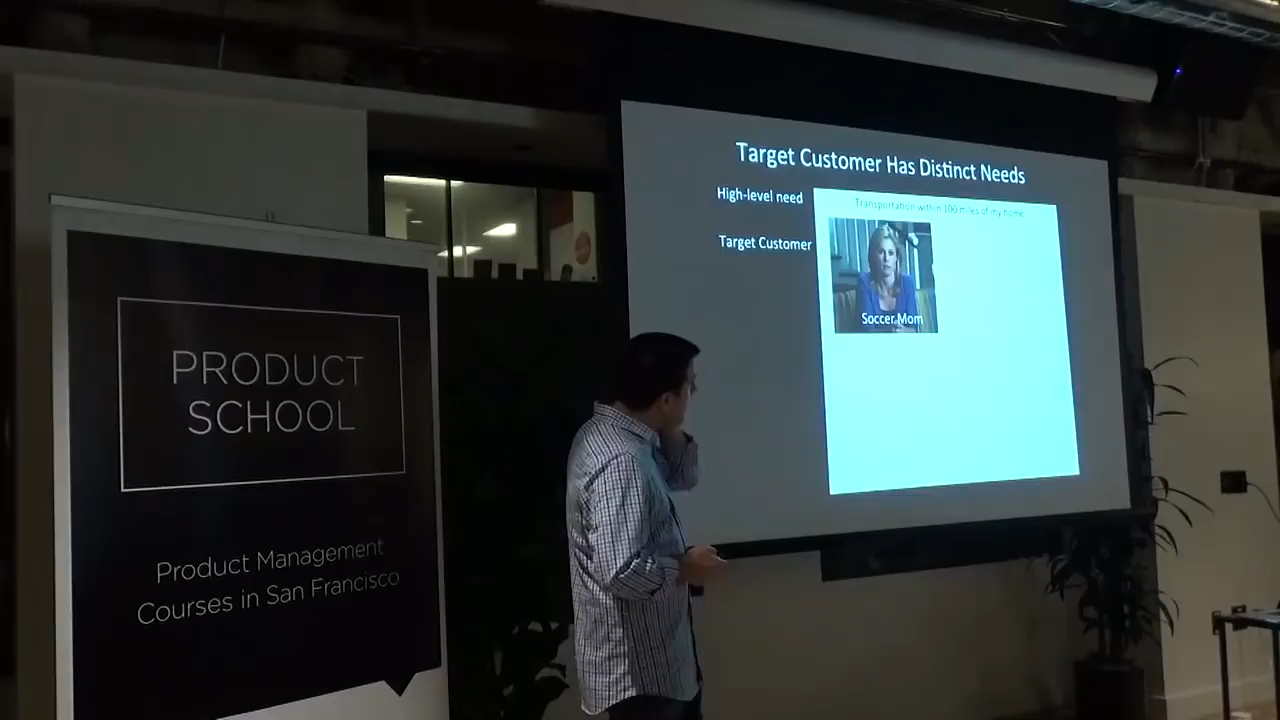 PRODUCT
SCHOOL
Product Management
Courses in San Francisco
Target Customer Has Distinct Needs
High-level need
Transportation within 100 miles of my home
Target Customer
Soccer Mom